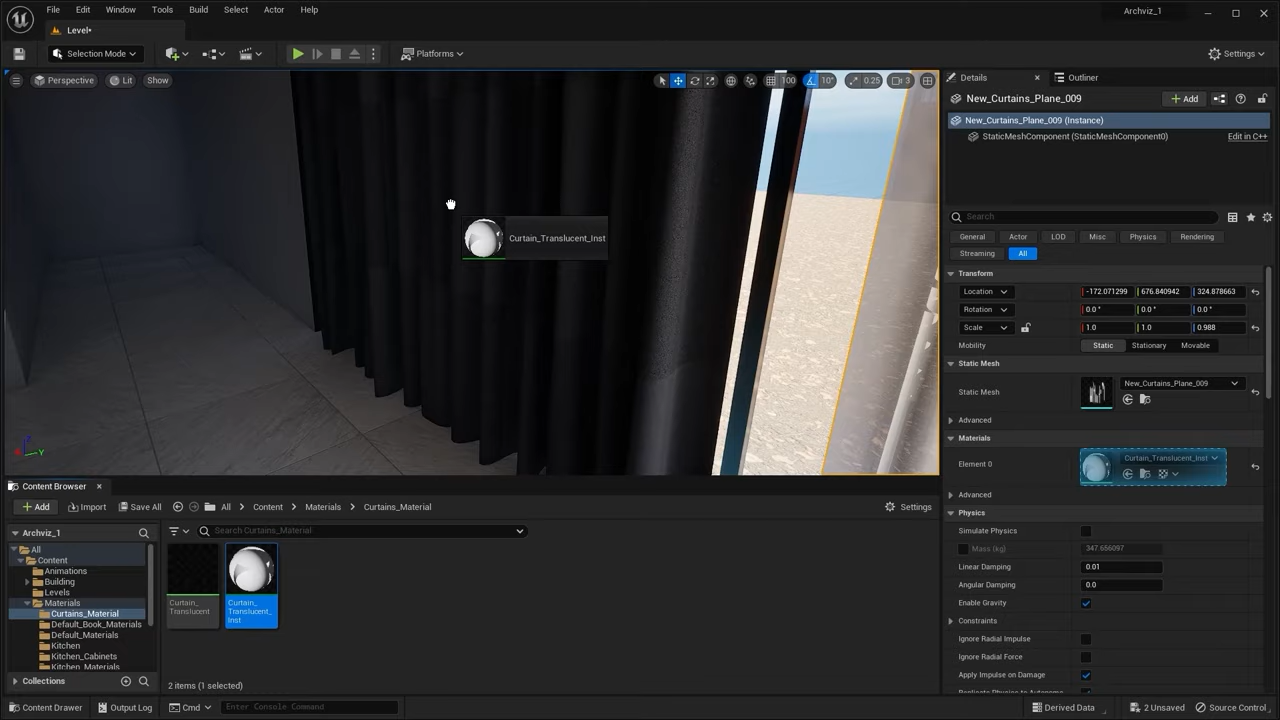 File Edit Window Tools Build Select Actor Help
Archviz_1
Level•
Selection Mode
Platforms
Settings
Perspective Lit Show
100 10° 0.25 3
Curtain_Translucent_Inst
Details Outliner
New_Curtains_Plane_009
Add
New_Curtains_Plane_009 (Instance)
StaticMeshComponent (StaticMeshComponent0) Edit in C++
Search
General Actor LOD Misc Physics Rendering
Streaming All
Transform
Location -172.071299 676.840942 324.878663
Rotation 0.0° 0.0° 0.0°
Scale 1.0 1.0 0.988
Mobility Static Stationary Movable
Static Mesh
Static Mesh New_Curtains_Plane_009
Advanced
Materials
Element 0 Curtain_Translucent_Inst
Advanced
Physics
Simulate Physics
Mass (kg) 347.656097
Linear Damping 0.01
Angular Damping 0.0
Enable Gravity
Constraints
Ignore Radial Impulse
Ignore Radial Force
Apply Impulse on Damage
Content Browser
Add Import Save All All Content Materials Curtains_Material Settings
Archviz_1
All
Content
Animations
Building
Levels
Materials
Curtains_Material
Default_Book_Materials
Default_Materials
Kitchen
Kitchen_Cabinets
Kitchen_Materials
Collections
Search Curtains_Material
Curtain_
Translucent
Curtain_
Translucent_
Inst
2 items (1 selected)
Content Drawer Output Log Cmd Enter Console Command Derived Data 2 Unsaved Source Control